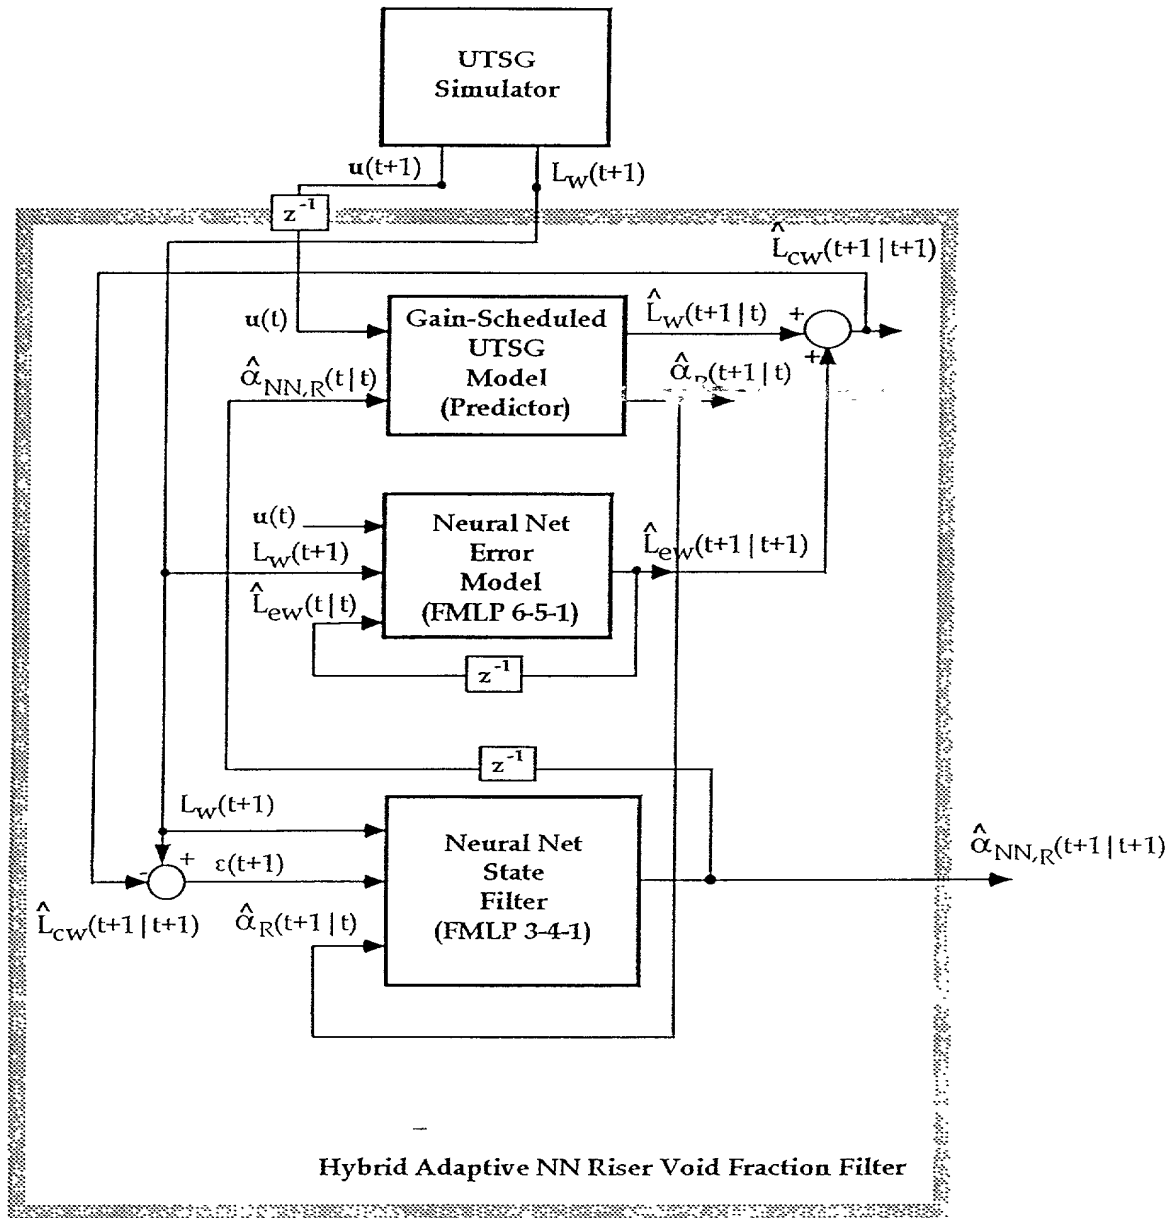 UTSG
Simulator
u(t+1)
L_w(t+1)
z⁻¹
L̂_cw(t+1|t+1)
u(t)
Gain-Scheduled
UTSG
Model
(Predictor)
L̂_w(t+1|t)
+
+
α̂_NN,R(t|t)
α̂_R(t+1|t)
u(t)
L_w(t+1)
L̂_ew(t|t)
Neural Net
Error
Model
(FMLP 6-5-1)
L̂_ew(t+1|t+1)
z⁻¹
z⁻¹
L_w(t+1)
+
-
ε(t+1)
L̂_cw(t+1|t+1)
α̂_R(t+1|t)
Neural Net
State
Filter
(FMLP 3-4-1)
α̂_NN,R(t+1|t+1)
Hybrid Adaptive NN Riser Void Fraction Filter